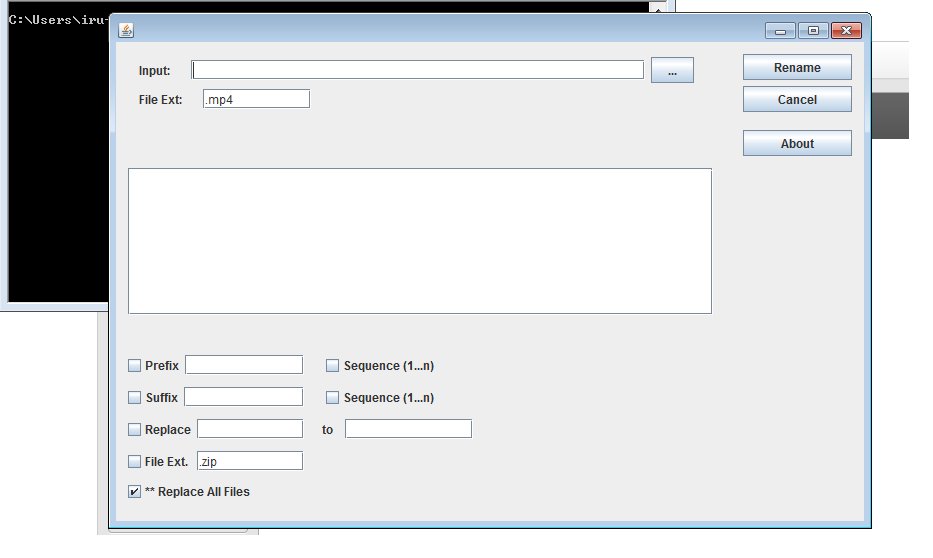 C:\Users\iru-
Input: ... Rename
File Ext: .mp4 Cancel
About
Prefix Sequence (1...n)
Suffix Sequence (1...n)
Replace to
File Ext. .zip
** Replace All Files